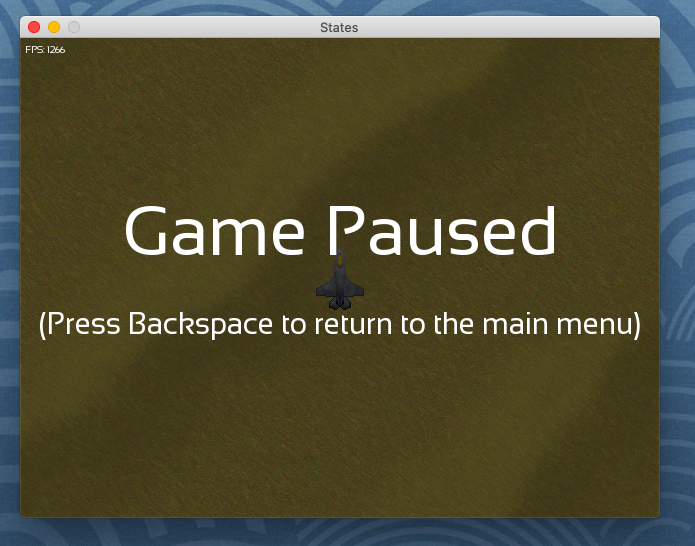 States
FPS: 1266
Game Paused
(Press Backspace to return to the main menu)